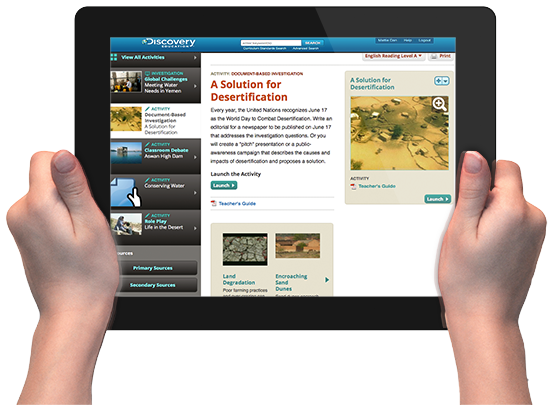 Discovery
EDUCATION
SEARCH
Curriculum Standards Search Advanced Search
Help Logout
View All Activities
English Reading Level A
Print
INVESTIGATION
Global Challenges
Meeting Water
Needs in Yemen
ACTIVITY
Document-Based
Investigation
A Solution for
Desertification
ACTIVITY
Classroom Debate
Aswan High Dam
ACTIVITY
Conserving Water
ACTIVITY
Role Play
Life in the Desert
Primary Sources
Secondary Sources
ACTIVITY: DOCUMENT-BASED INVESTIGATION
A Solution for
Desertification
Every year, the United Nations recognizes June 17
as the World Day to Combat Desertification. Write an
editorial for a newspaper to be published on June 17
that addresses the investigation questions. Or you
will create a "pitch" presentation or a public-
awareness campaign that describes the causes and
impacts of desertification and proposes a solution.
Launch the Activity
Launch
Teacher's Guide
Land
Degradation
Poor farming practices
Encroaching
Sand
Dunes
A Solution for
Desertification
ACTIVITY
Teacher's Guide
Launch